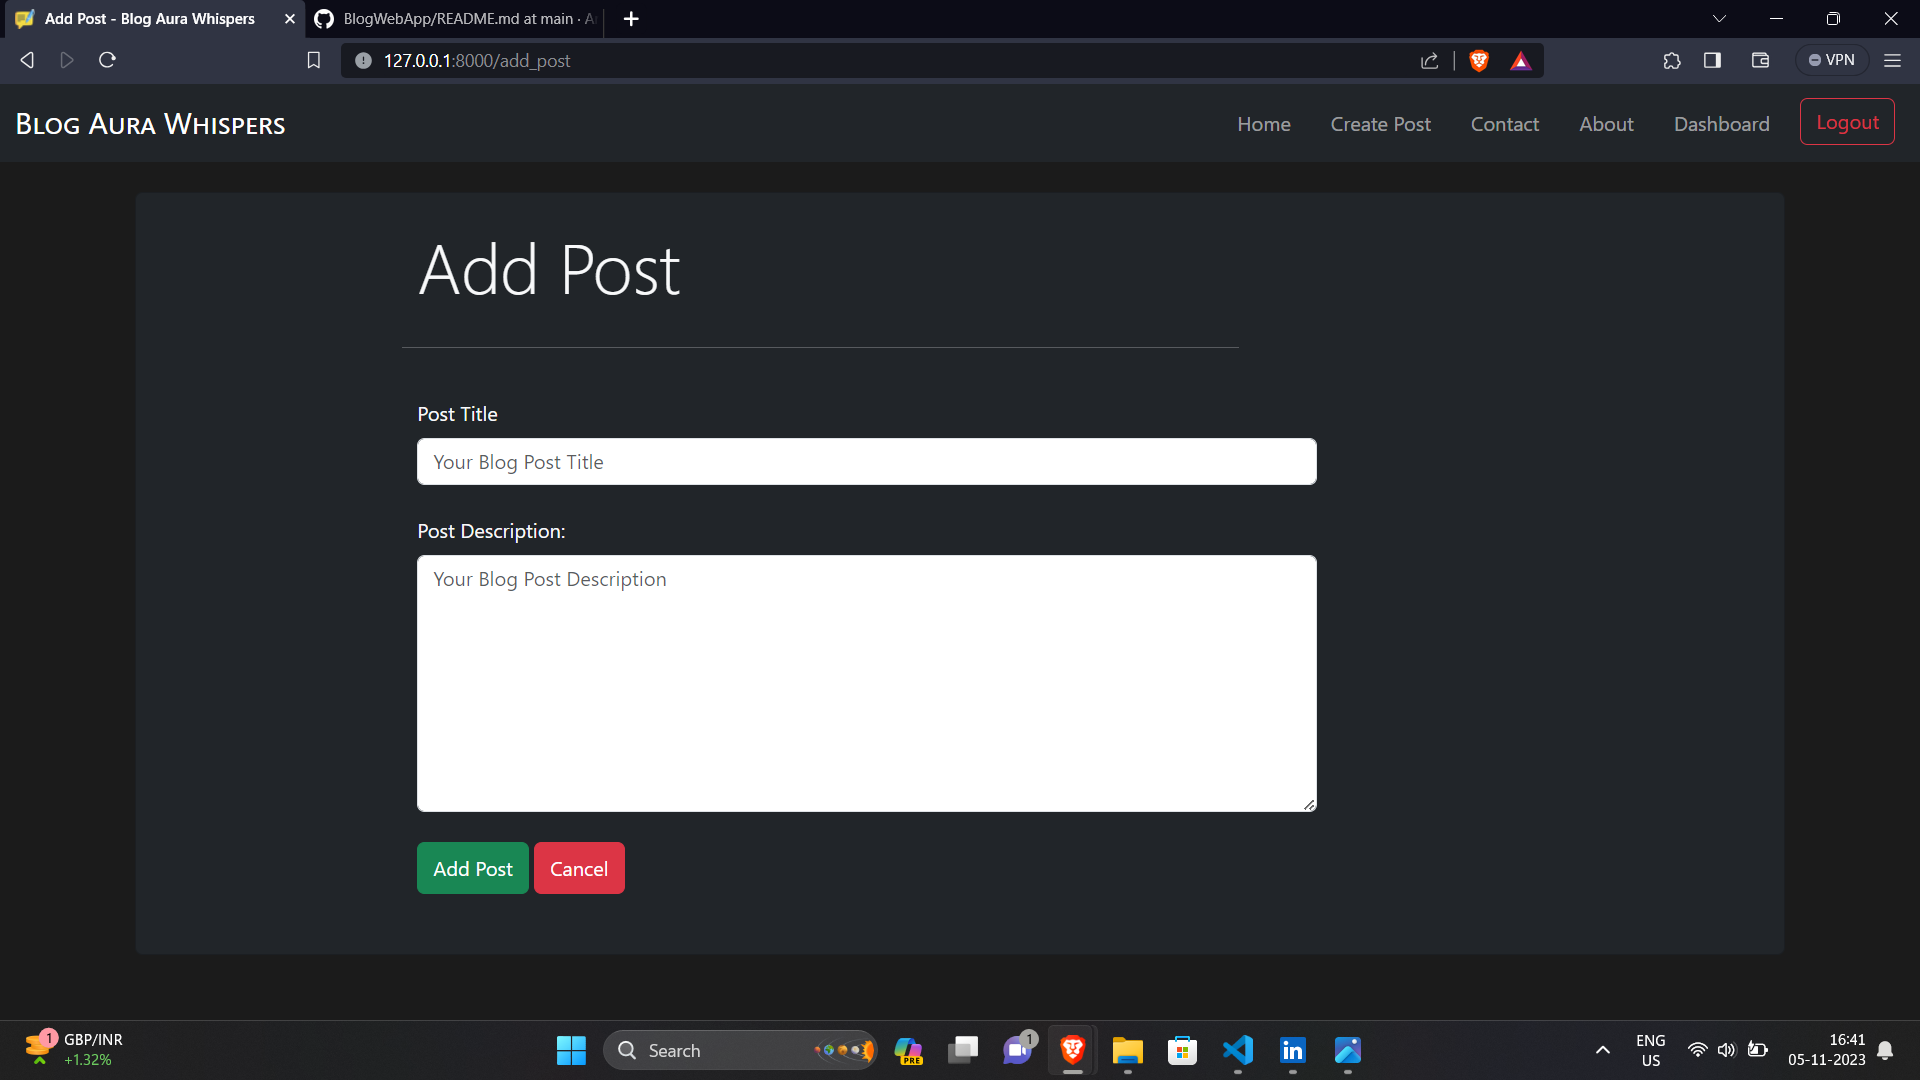 Add Post - Blog Aura Whispers
BlogWebApp/README.md at main · A
127.0.0.1:8000/add_post
VPN
Blog Aura Whispers
Home Create Post Contact About Dashboard Logout
Add Post
Post Title
Your Blog Post Title
Post Description:
Your Blog Post Description
Add Post Cancel
1 GBP/INR
+1.32%
Search
PRE
1
in
ENG
US
16:41
05-11-2023